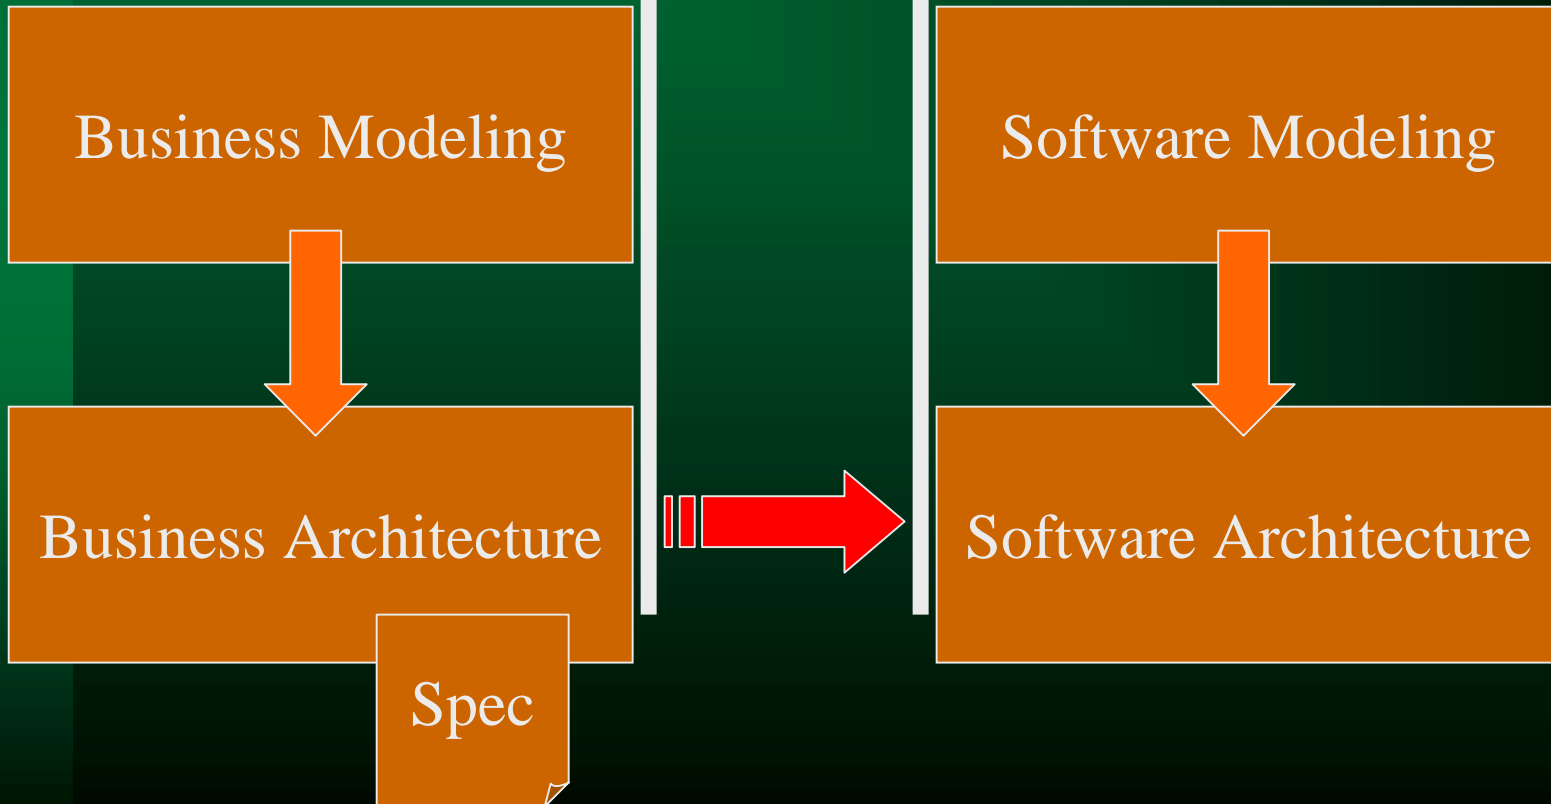 Business Modeling
Software Modeling
Business Architecture
Software Architecture
Spec